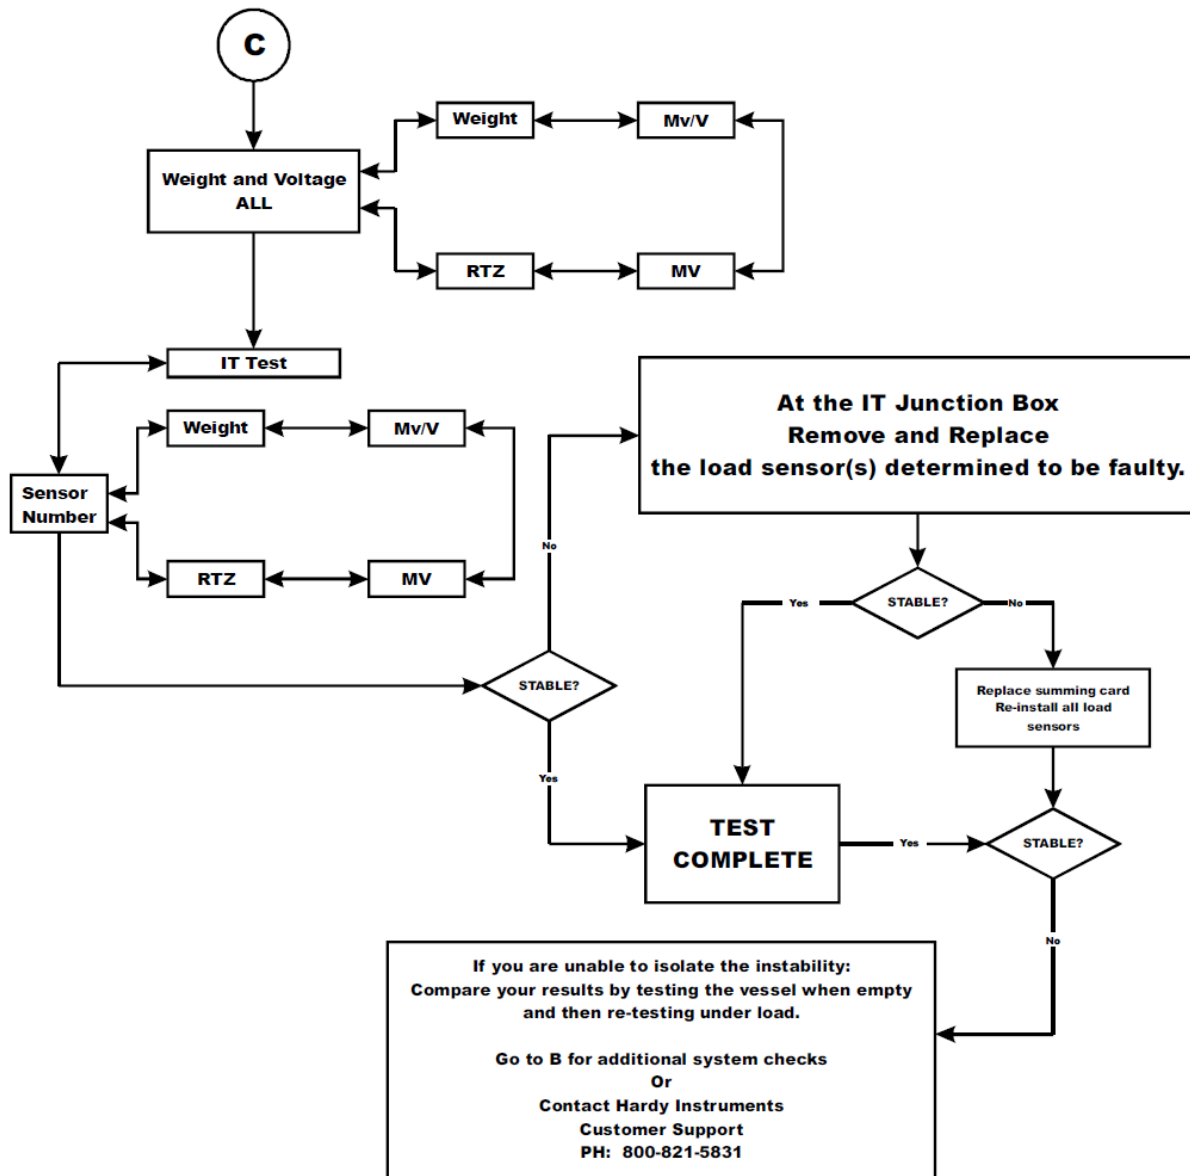 C
Weight and Voltage
ALL
Weight
Mv/V
RTZ
MV
IT Test
Sensor
Number
Weight
Mv/V
RTZ
MV
At the IT Junction Box
Remove and Replace
the load sensor(s) determined to be faulty.
No
STABLE?
Yes
STABLE?
Yes
No
Replace summing card
Re-install all load
sensors
TEST
COMPLETE
Yes
STABLE?
No
If you are unable to isolate the instability:
Compare your results by testing the vessel when empty
and then re-testing under load.
Go to B for additional system checks
Or
Contact Hardy Instruments
Customer Support
PH: 800-821-5831